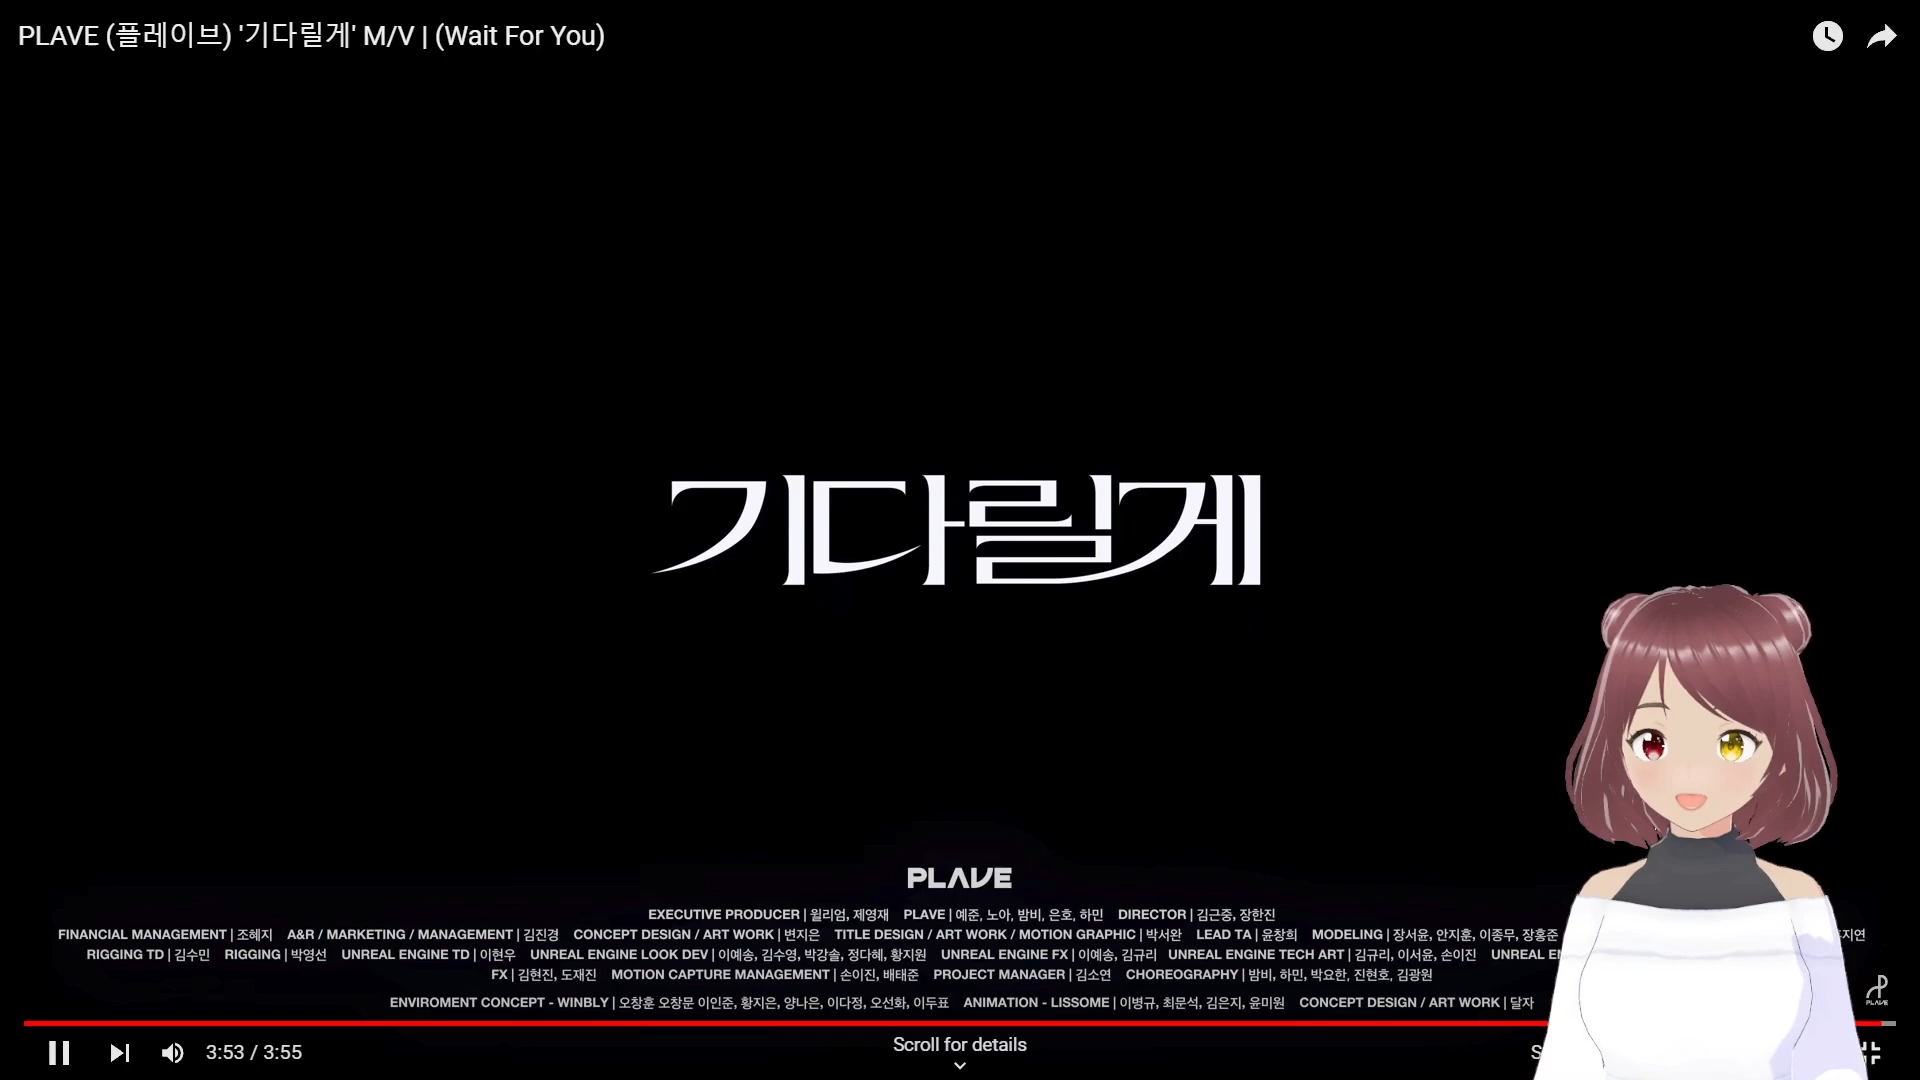 PLAVE (플레이브) '기다릴게' M/V | (Wait For You)
기다릴게
PLAVE
EXECUTIVE PRODUCER | 윌리엄, 제영재 PLAVE | 예준, 노아, 밤비, 은호, 하민 DIRECTOR | 김근중, 장한진
FINANCIAL MANAGEMENT | 조혜지 A&R / MARKETING / MANAGEMENT | 김진경 CONCEPT DESIGN / ART WORK | 변지은 TITLE DESIGN / ART WORK / MOTION GRAPHIC | 박서완 LEAD TA | 윤창희 MODELING | 장서윤, 안지훈, 이종무, 장홍준 지연
RIGGING TD | 김수민 RIGGING | 박영선 UNREAL ENGINE TD | 이현우 UNREAL ENGINE LOOK DEV | 이예송, 김수영, 박강솔, 정다혜, 황지원 UNREAL ENGINE FX | 이예송, 김규리 UNREAL ENGINE TECH ART | 김규리, 이서윤, 손이진 UNREAL
FX | 김현진, 도재진 MOTION CAPTURE MANAGEMENT | 손이진, 배태준 PROJECT MANAGER | 김소연 CHOREOGRAPHY | 밤비, 하민, 박요한, 진현호, 김광원
ENVIROMENT CONCEPT - WINBLY | 오창훈 오창문 이인준, 황지은, 양나은, 이다정, 오선화, 이두표 ANIMATION - LISSOME | 이병규, 최문석, 김은지, 윤미원 CONCEPT DESIGN / ART WORK | 달자
PLAVE
3:53 / 3:55
Scroll for details